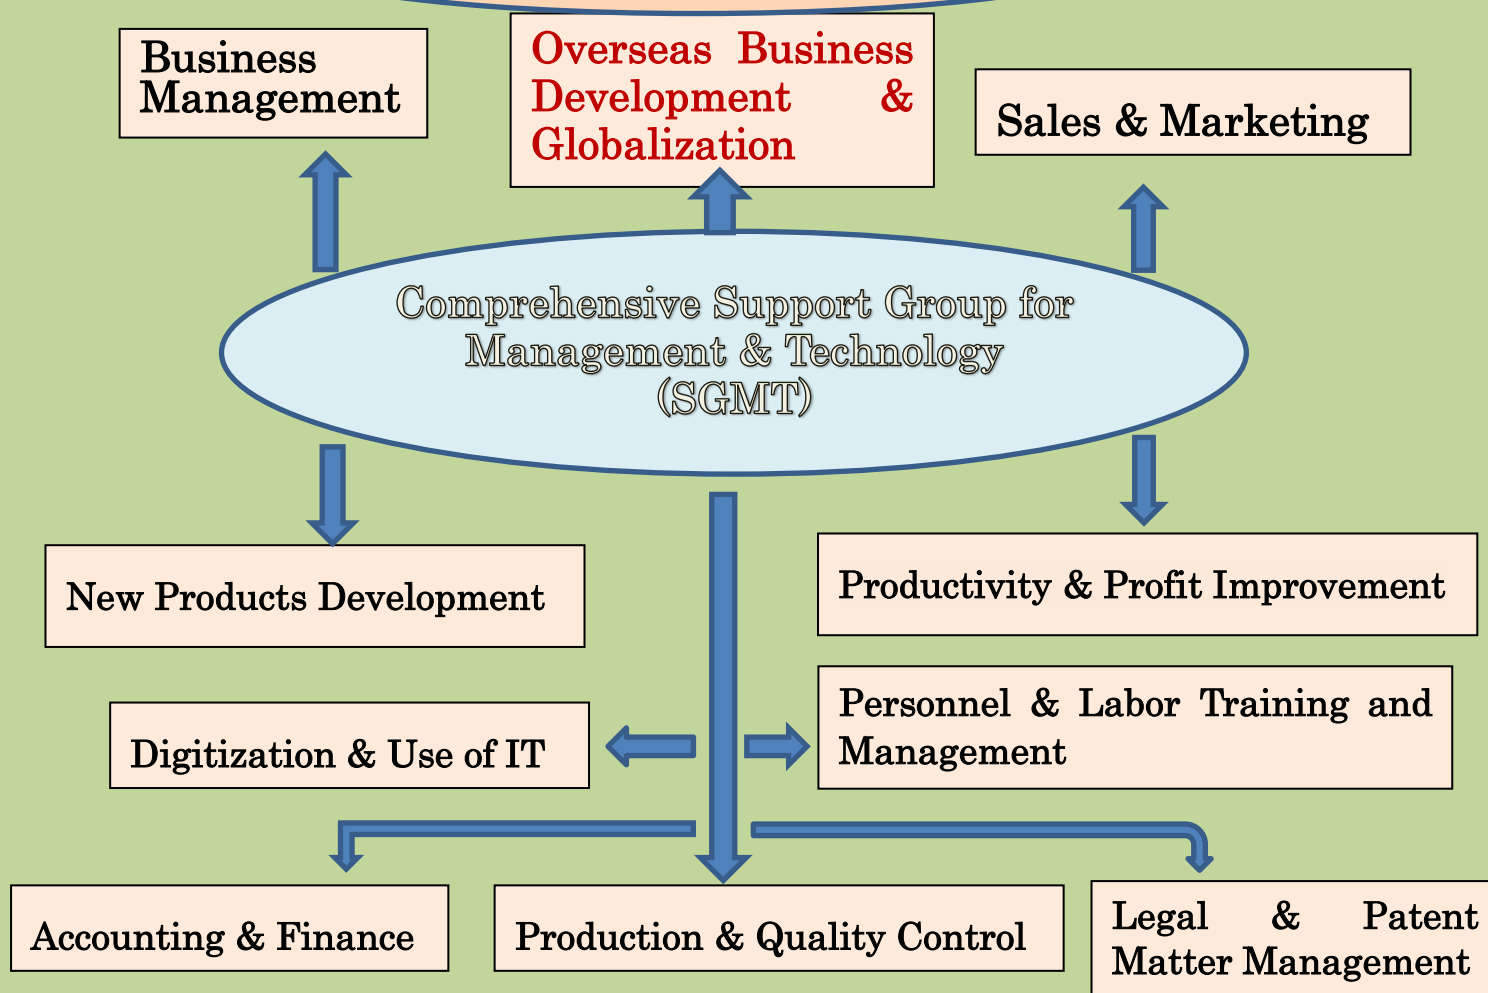 Business
Management
Overseas Business
Development &
Globalization
Sales & Marketing
Comprehensive Support Group for
Management & Technology
(SGMT)
New Products Development
Productivity & Profit Improvement
Personnel & Labor Training and
Management
Digitization & Use of IT
Accounting & Finance
Production & Quality Control
Legal & Patent
Matter Management